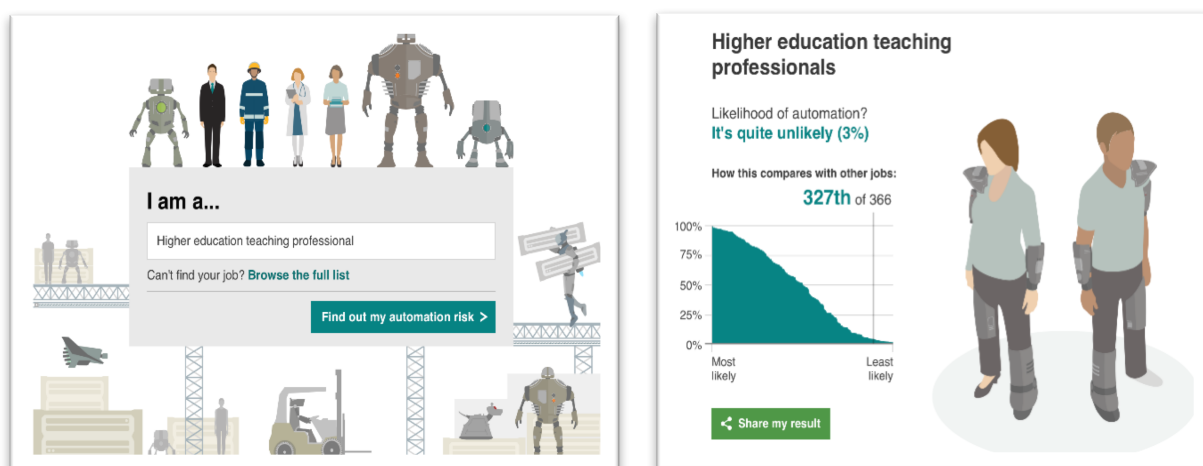 I am a...
Higher education teaching professional
Can't find your job? Browse the full list
Find out my automation risk >
Higher education teaching
professionals
Likelihood of automation?
It's quite unlikely (3%)
How this compares with other jobs:
327th of 366
100%
75%
50%
25%
0%
Most
likely
Least
likely
Share my result